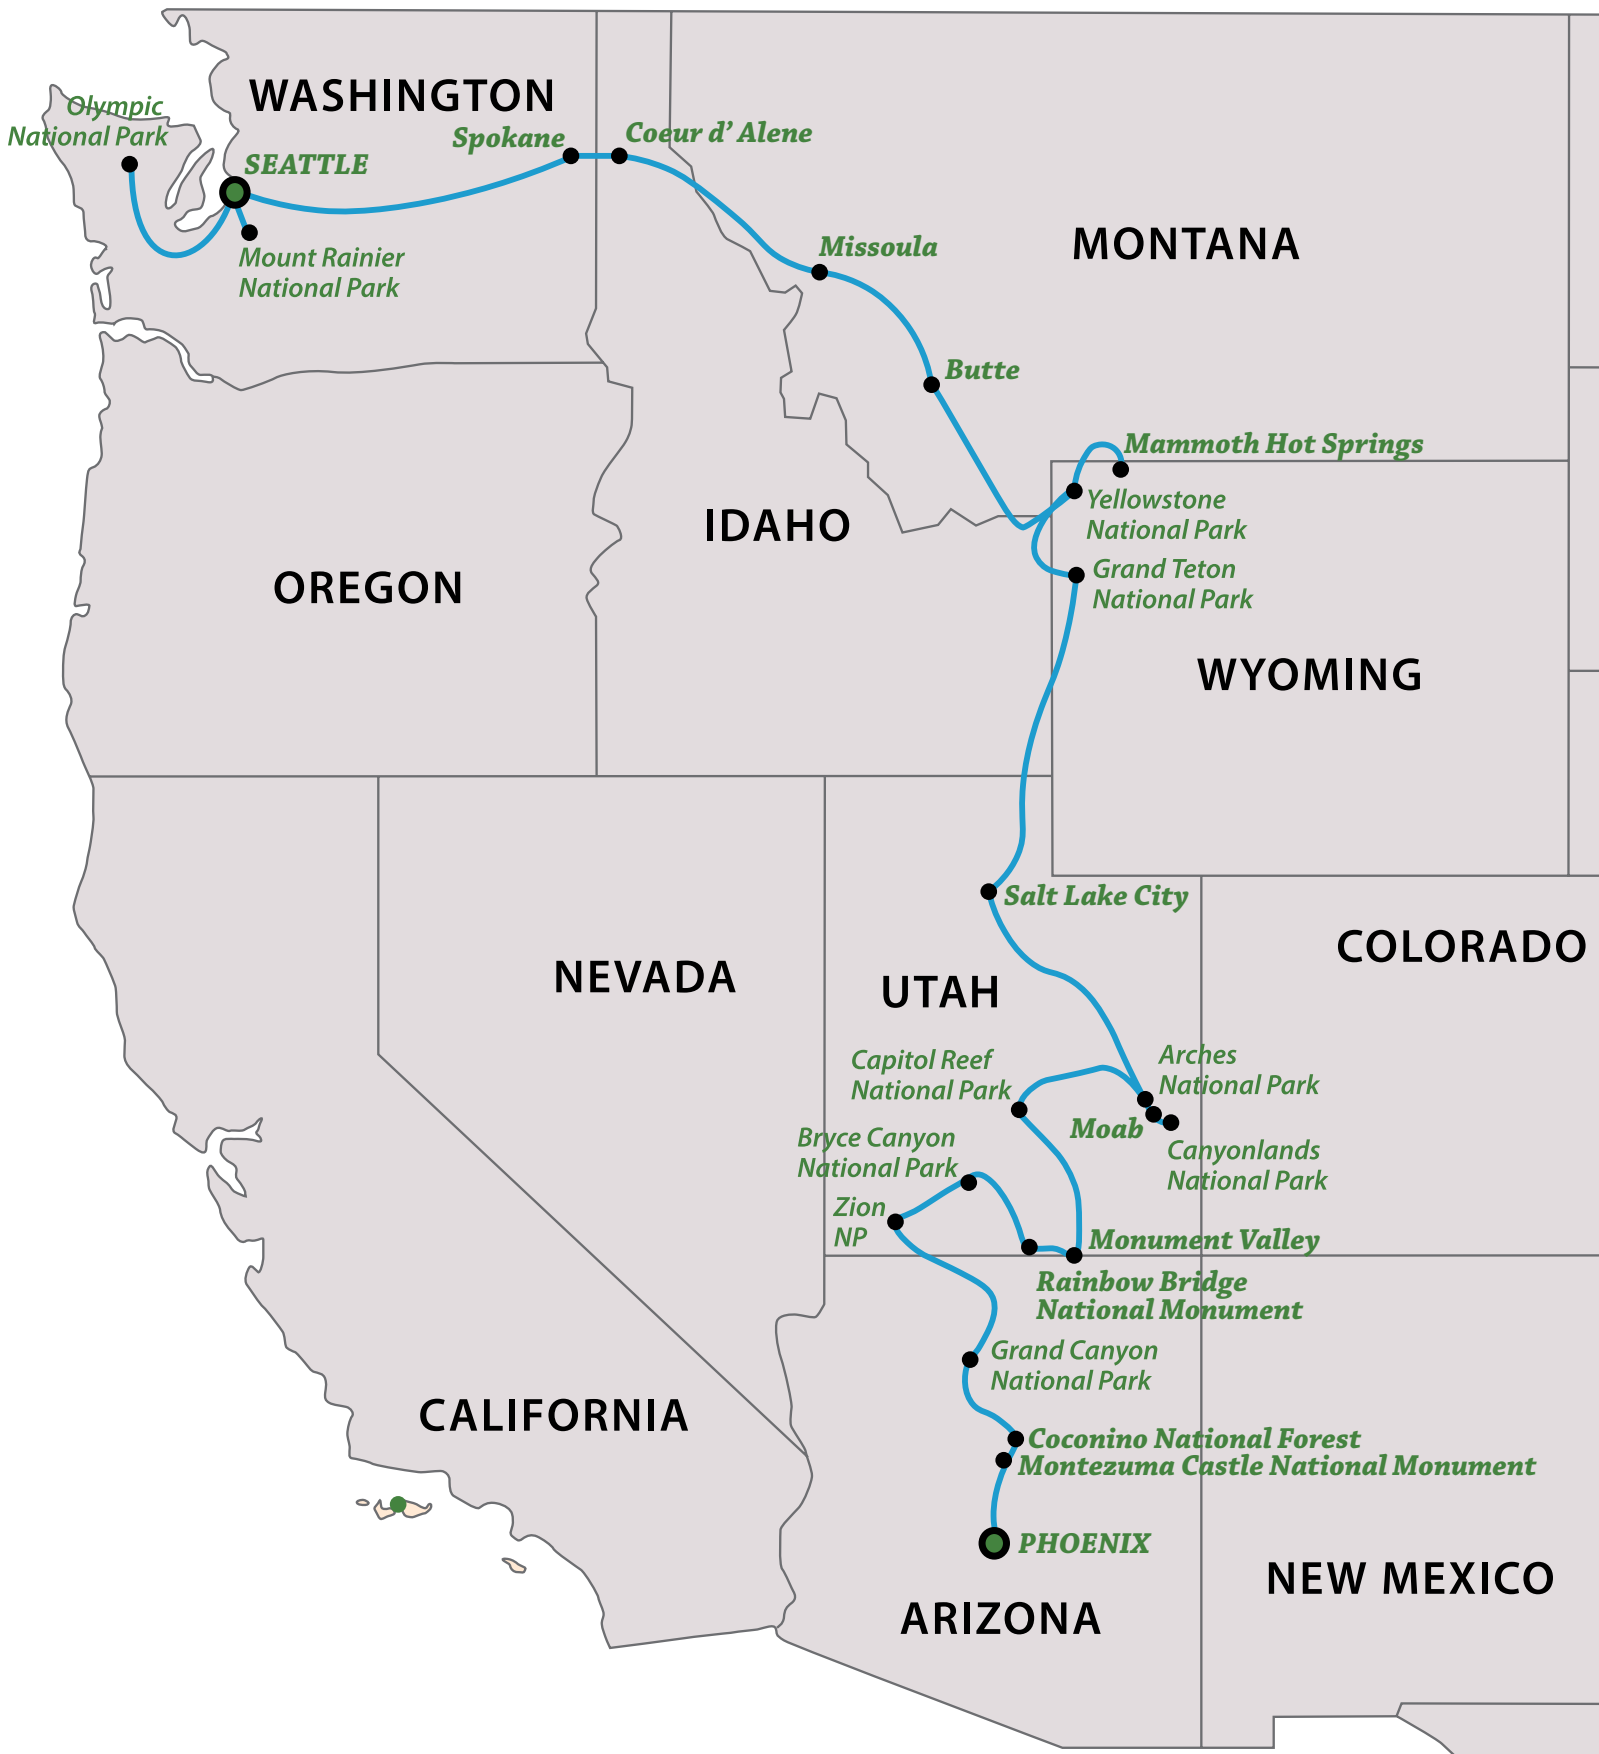 WASHINGTON
Olympic
National Park
Spokane
Coeur d’ Alene
SEATTLE
Mount Rainier
National Park
MONTANA
Missoula
Butte
Mammoth Hot Springs
Yellowstone
National Park
IDAHO
Grand Teton
National Park
OREGON
WYOMING
Salt Lake City
COLORADO
NEVADA
UTAH
Capitol Reef
National Park
Arches
National Park
Moab
Canyonlands
National Park
Bryce Canyon
National Park
Zion
NP
Monument Valley
Rainbow Bridge
National Monument
Grand Canyon
National Park
CALIFORNIA
Coconino National Forest
Montezuma Castle National Monument
PHOENIX
NEW MEXICO
ARIZONA